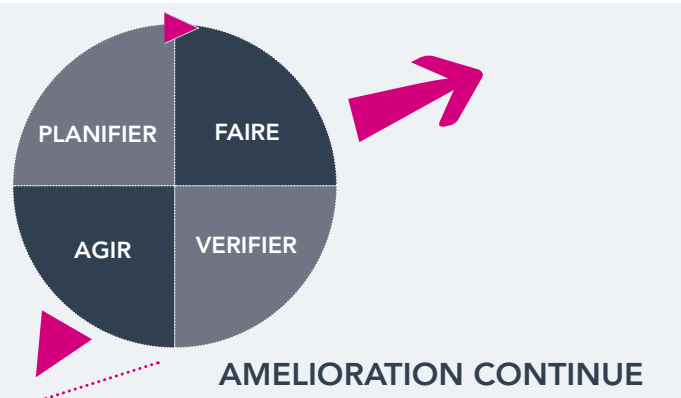 PLANIFIER
FAIRE
AGIR
VERIFIER
AMELIORATION CONTINUE